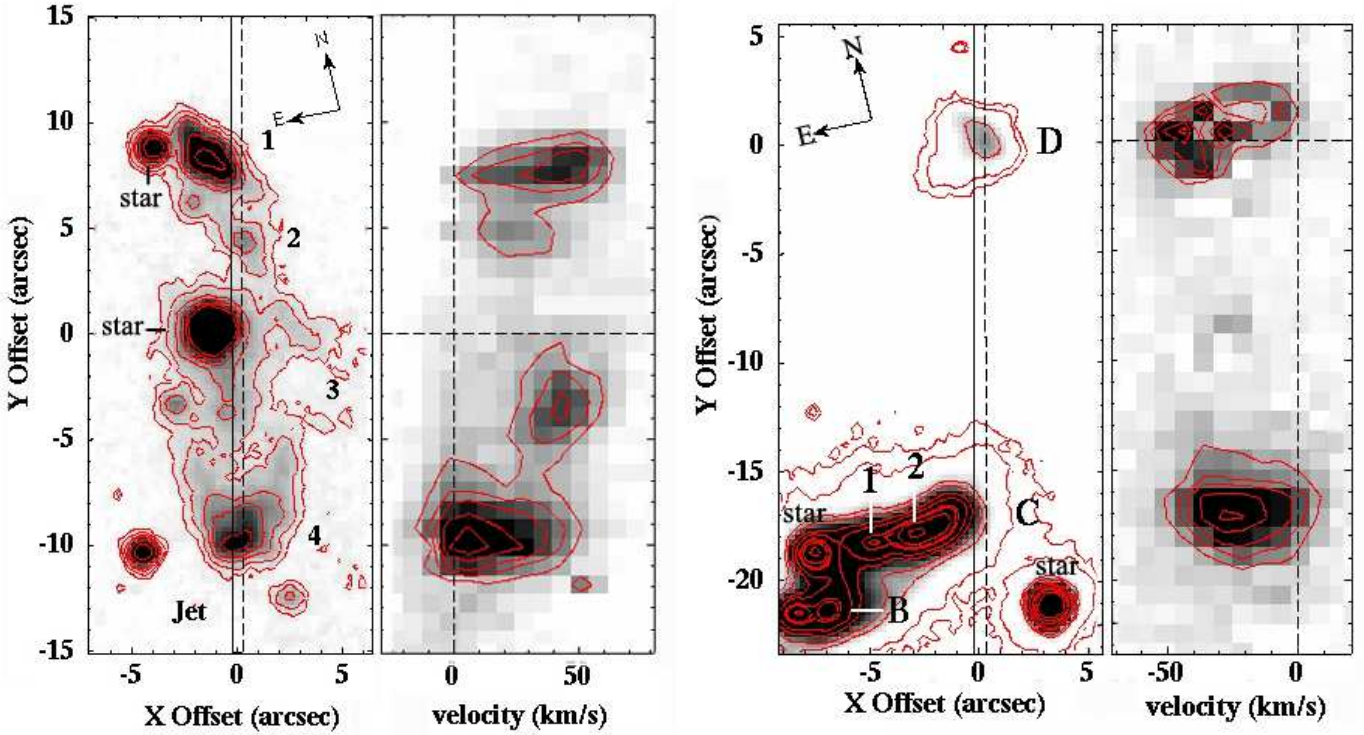 15
10
5
0
-5
-10
-15
Y Offset (arcsec)
N
E
1
star
2
star
3
4
Jet
-5
0
5
X Offset (arcsec)
0
50
velocity (km/s)
5
0
-5
-10
-15
-20
Y Offset (arcsec)
N
E
D
1
2
star
C
star
B
-5
0
5
X Offset (arcsec)
-50
0
velocity (km/s)